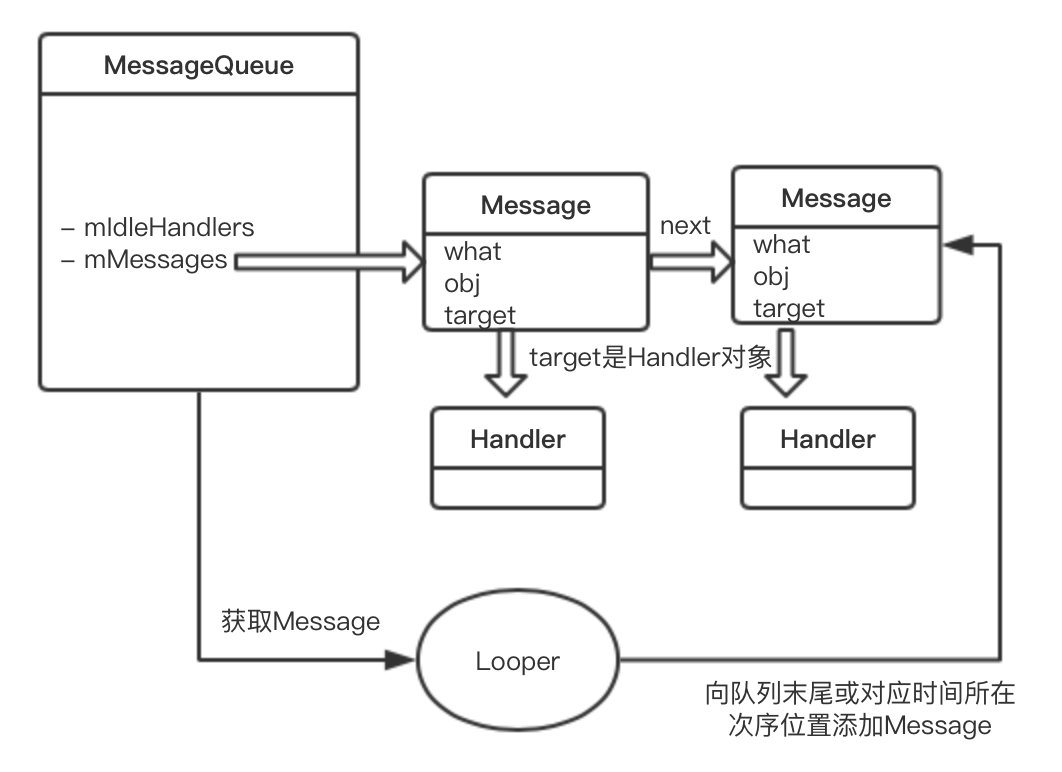 MessageQueue
– mIdleHandlers
– mMessages
Message
what
obj
target
next
Message
what
obj
target
target是Handler对象
Handler
Handler
获取Message
Looper
向队列末尾或对应时间所在
次序位置添加Message